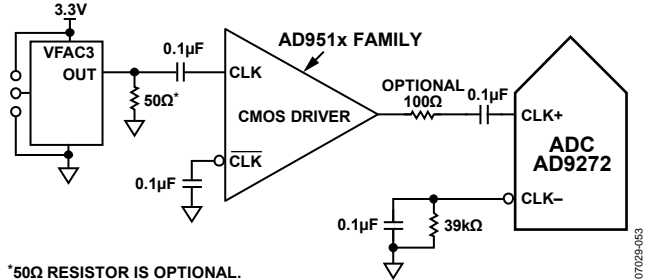 3.3V
VFAC3
OUT
50Ω*
0.1µF
AD951x FAMILY
CLK
CMOS DRIVER
CLK
0.1µF
OPTIONAL
100Ω
0.1µF
CLK+
ADC
AD9272
CLK–
0.1µF
39kΩ
*50Ω RESISTOR IS OPTIONAL.
07029-053